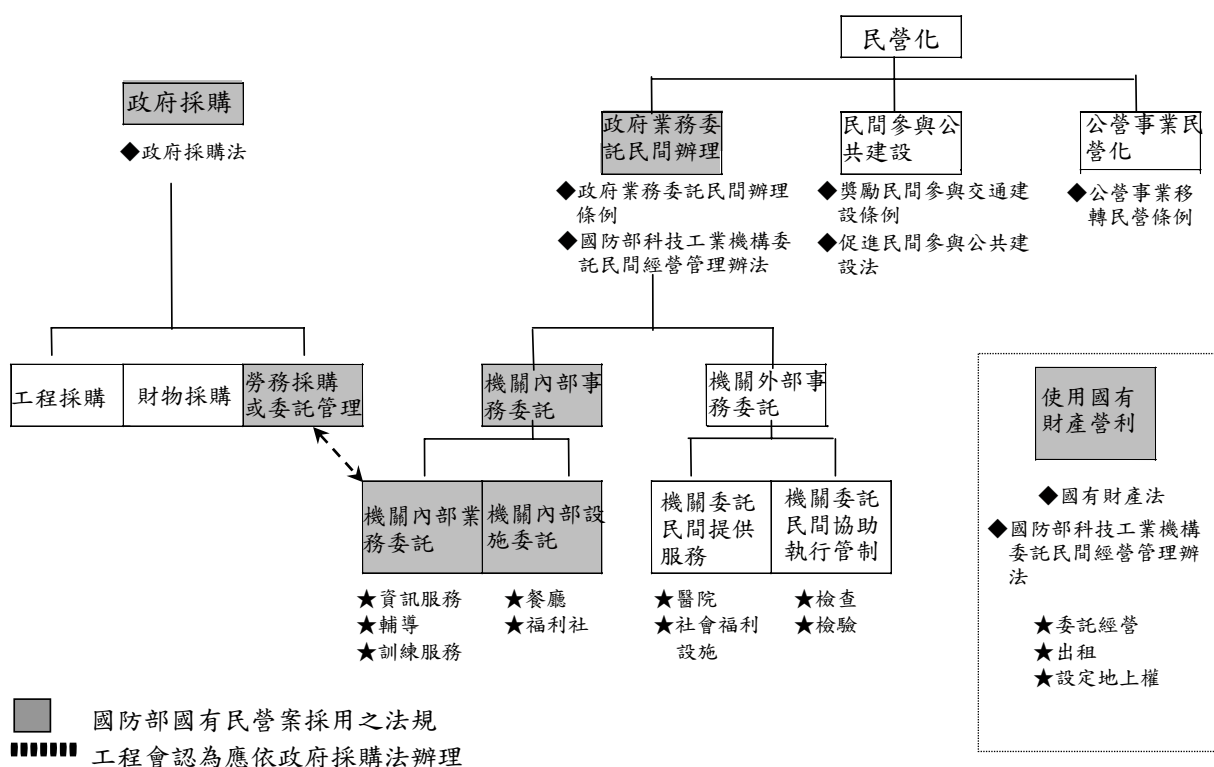 民營化
政府採購
◆政府採購法
政府業務委
託民間辦理
◆政府業務委託民間辦理
條例
◆國防部科技工業機構委
託民間經營管理辦法
民間參與公
共建設
◆獎勵民間參與交通建
設條例
◆促進民間參與公共建
設法
公營事業民
營化
◆公營事業移
轉民營條例
工程採購
財物採購
勞務採購
或委託管理
機關內部事
務委託
機關外部事
務委託
機關內部業
務委託
★資訊服務
★輔導
★訓練服務
機關內部設
施委託
★餐廳
★福利社
機關委託
民間提供
服務
★醫院
★社會福利
設施
機關委託
民間協助
執行管制
★檢查
★檢驗
使用國有
財產營利
◆國有財產法
◆國防部科技工業機構
委託民間經營管理辦
法
★委託經營
★出租
★設定地上權
國防部國有民營案採用之法規
工程會認為應依政府採購法辦理